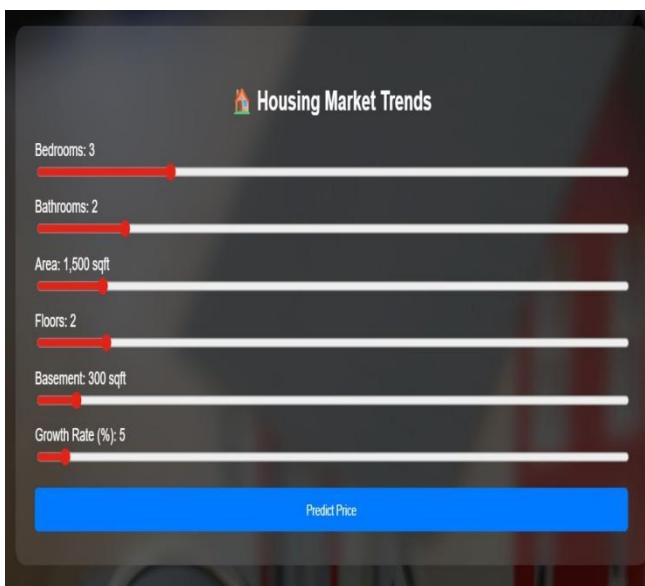 Housing Market Trends
Bedrooms: 3
Bathrooms: 2
Area: 1,500 sqft
Floors: 2
Basement: 300 sqft
Growth Rate (%): 5
Predict Price